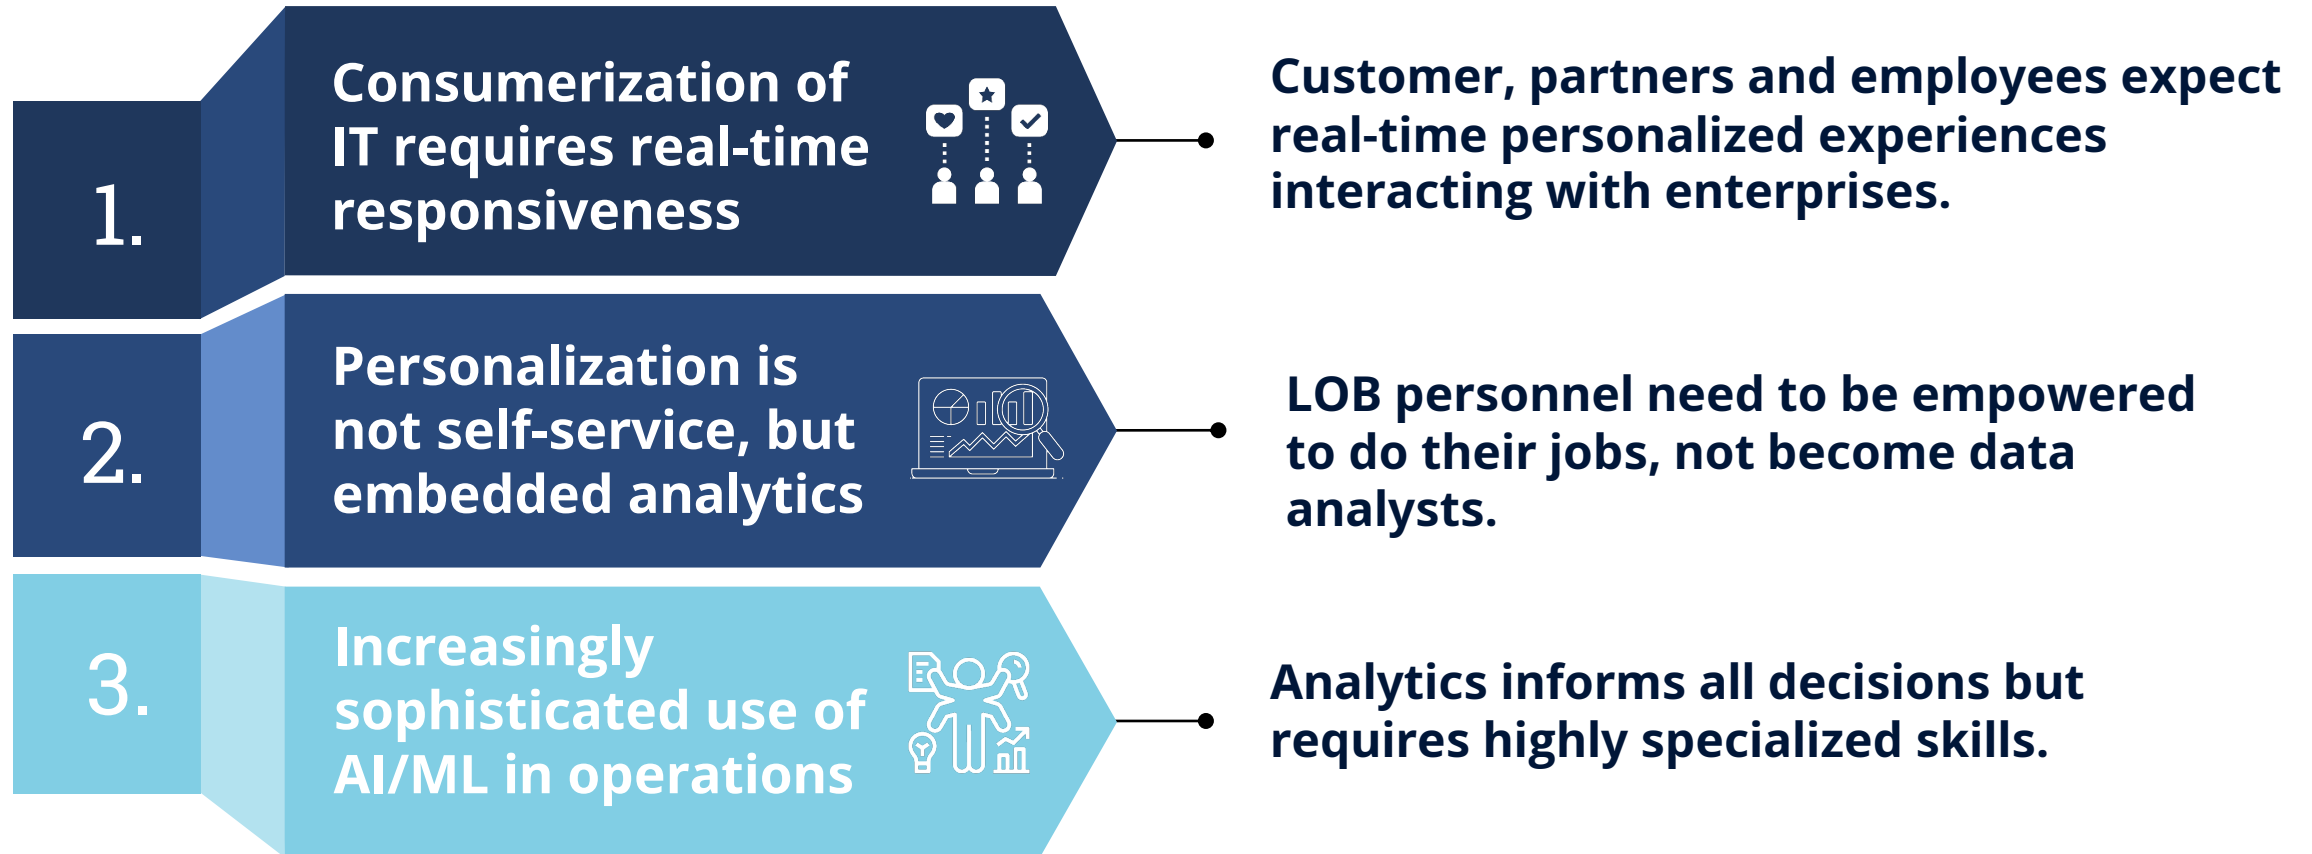 1.
Consumerization of
IT requires real-time
responsiveness
Customer, partners and employees expect
real-time personalized experiences
interacting with enterprises.
2.
Personalization is
not self-service, but
embedded analytics
LOB personnel need to be empowered
to do their jobs, not become data
analysts.
3.
Increasingly
sophisticated use of
AI/ML in operations
Analytics informs all decisions but
requires highly specialized skills.